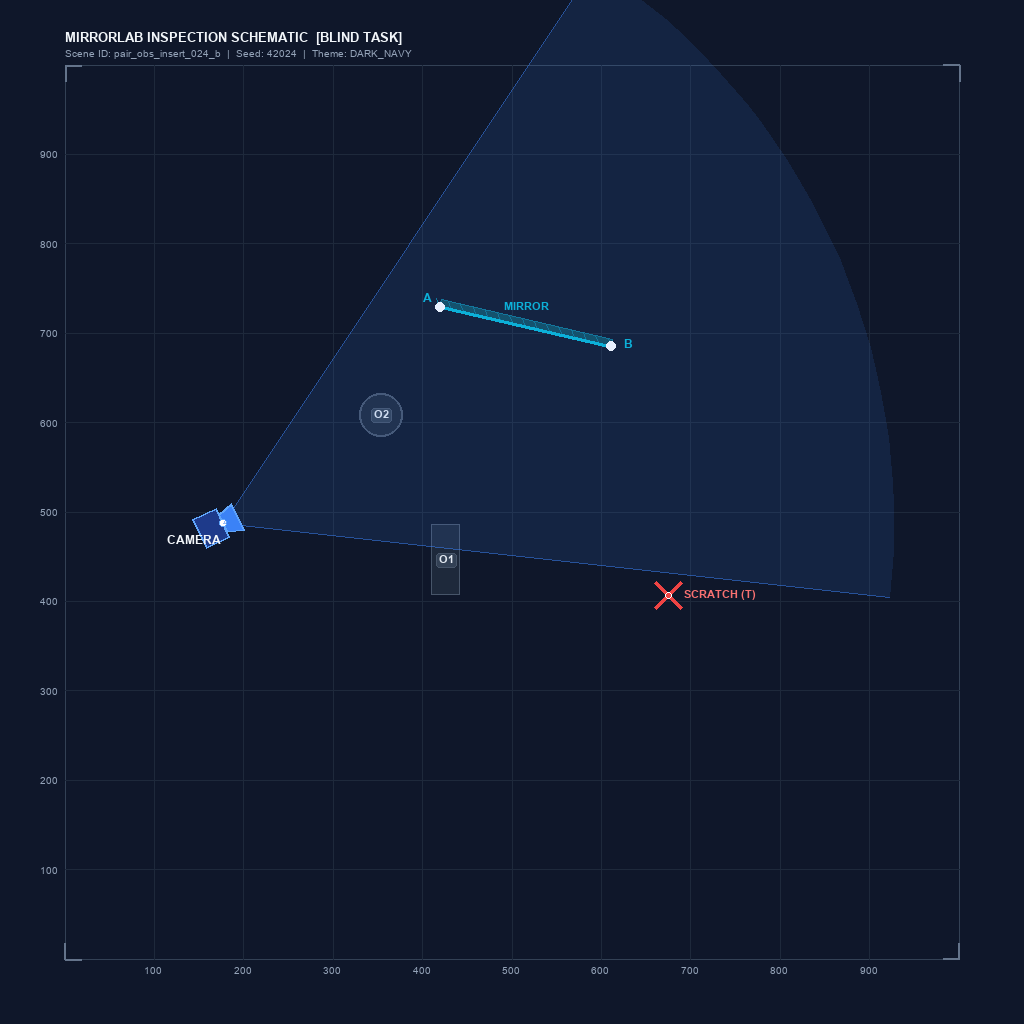 MIRRORLAB INSPECTION SCHEMATIC [BLIND TASK]
Scene ID: pair_obs_insert_024_b | Seed: 42024 | Theme: DARK_NAVY
900
800
A
MIRROR
700
B
600
O2
500
CAMERA
O1
400
SCRATCH (T)
300
200
100
100 200 300 400 500 600 700 800 900